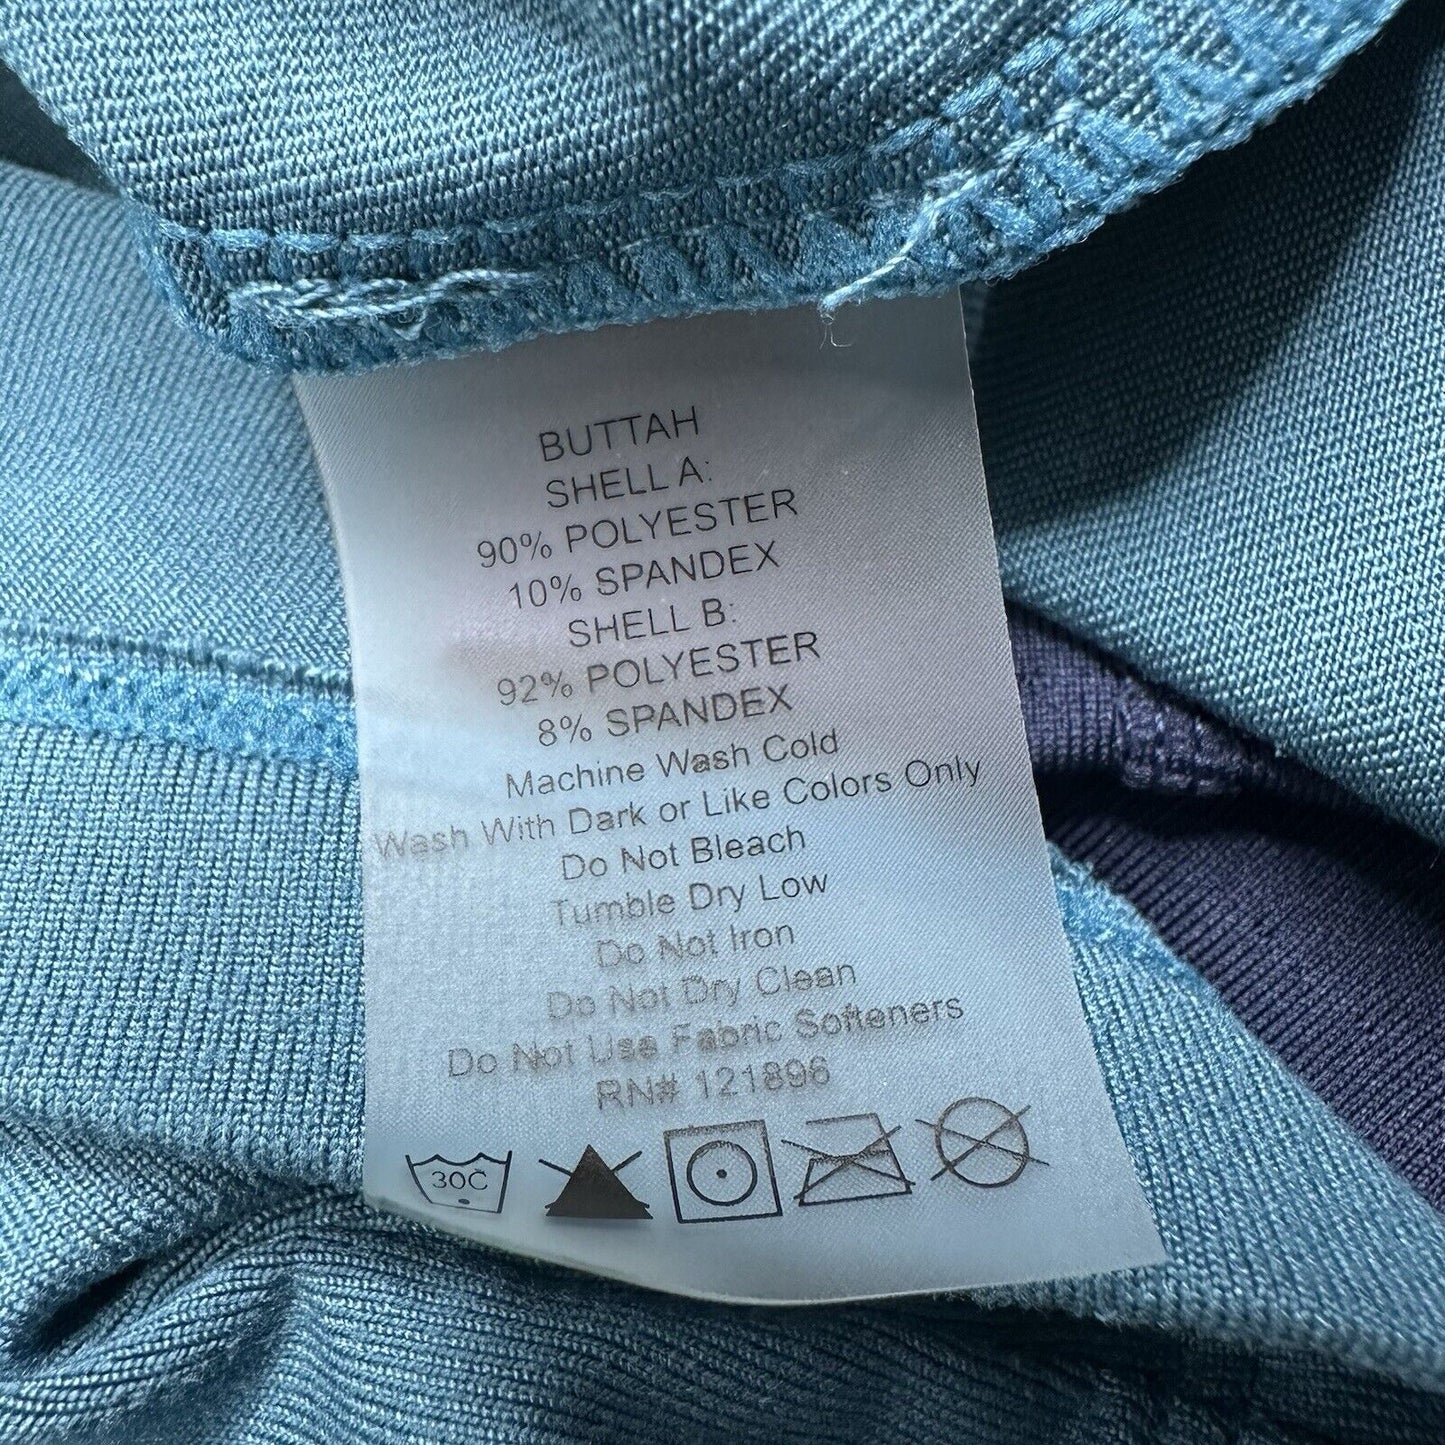 BUTTAH
SHELL A:
90% POLYESTER
10% SPANDEX
SHELL B:
92% POLYESTER
8% SPANDEX
Machine Wash Cold
Wash With Dark or Like Colors Only
Do Not Bleach
Tumble Dry Low
Do Not Iron
Do Not Dry Clean
Do Not Use Fabric Softeners
RN# 121896
30C